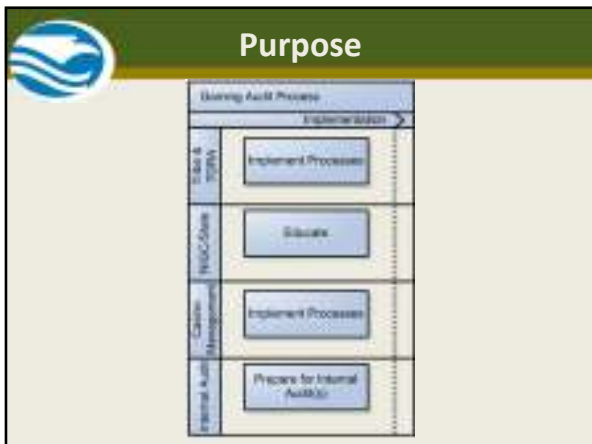 Purpose
Gaming Audit Process
Implementation
Tribe &
TGRA
Implement Processes
NIGC/State
Educate
Casino
Management
Implement Processes
Internal Audit
Prepare for Internal
Audit(s)